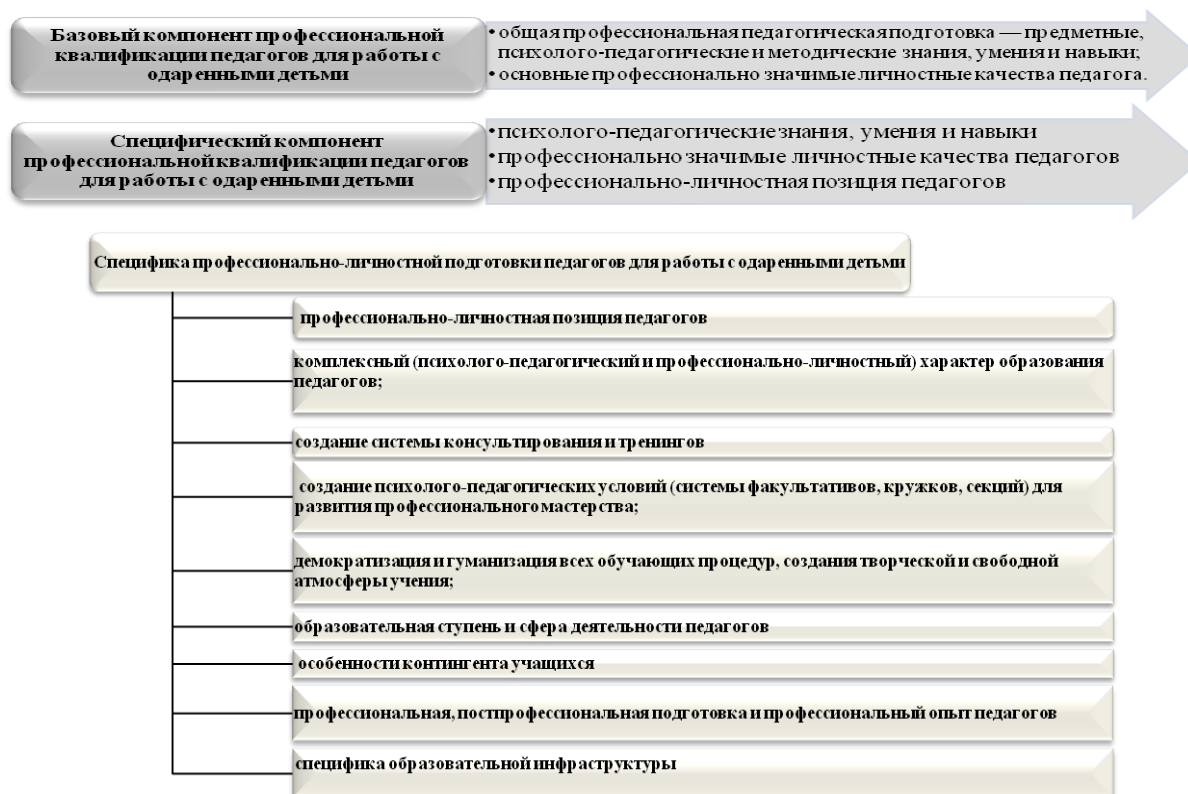 Базовый компонент профессиональной
квалификации педагогов для работы с
одаренными детьми
•общая профессиональная педагогическая подготовка — предметные,
психолого-педагогические и методические знания, умения и навыки;
•основные профессионально значимые личностные качества педагога.
Специфический компонент
профессиональной квалификации педагогов
для работы с одаренными детьми
•психолого-педагогические знания, умения и навыки
•профессионально значимые личностные качества педагогов
•профессионально-личностная позиция педагогов
Специфика профессионально-личностной подготовки педагогов для работы с одаренными детьми
профессионально-личностная позиция педагогов
комплексный (психолого-педагогический и профессионально-личностный) характер образования
педагогов;
создание системы консультирования и тренингов
создание психолого-педагогических условий (системы факультативов, кружков, секций) для
развития профессионального мастерства;
демократизация и гуманизация всех обучающих процедур, создания творческой и свободной
атмосферы учения;
образовательная ступень и сфера деятельности педагогов
особенности контингента учащихся
профессиональная, постпрофессиональная подготовка и профессиональный опыт педагогов
специфика образовательной инфраструктуры